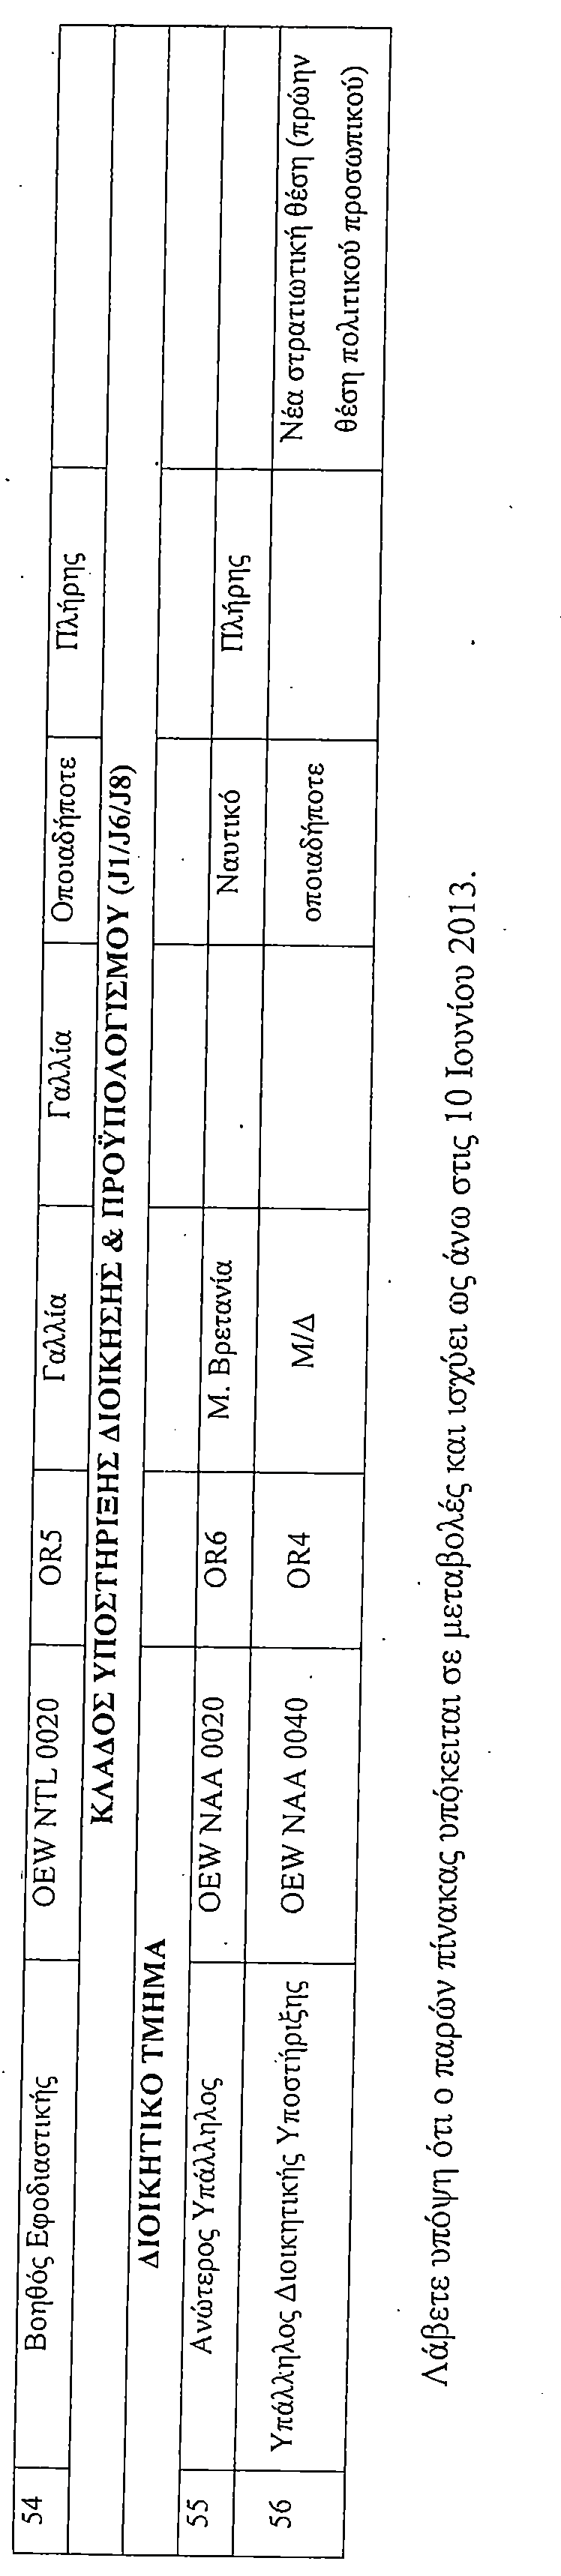 54 Βοηθός Εφοδιαστικής OEW NTL 0020 OR5 Γαλλία Γαλλία Οποιαδήποτε Πλήρης
ΚΛΑΔΟΣ ΥΠΟΣΤΗΡΙΞΗΣ ΔΙΟΙΚΗΣΗΣ & ΠΡΟΫΠΟΛΟΓΙΣΜΟΥ (J1/J6/J8)
ΔΙΟΙΚΗΤΙΚΟ ΤΜΗΜΑ
55 Ανώτερος Υπάλληλος OEW NAA 0020 OR6 Μ. Βρετανία Ναυτικό Πλήρης
56 Υπάλληλος Διοικητικής Υποστήριξης OEW NAA 0040 OR4 Μ/Δ οποιαδήποτε Νέα στρατιωτική θέση (πρώην
θέση πολιτικού προσωπικού)
Λάβετε υπόψη ότι ο παρών πίνακας υπόκειται σε μεταβολές και ισχύει ως άνω στις 10 Ιουνίου 2013.